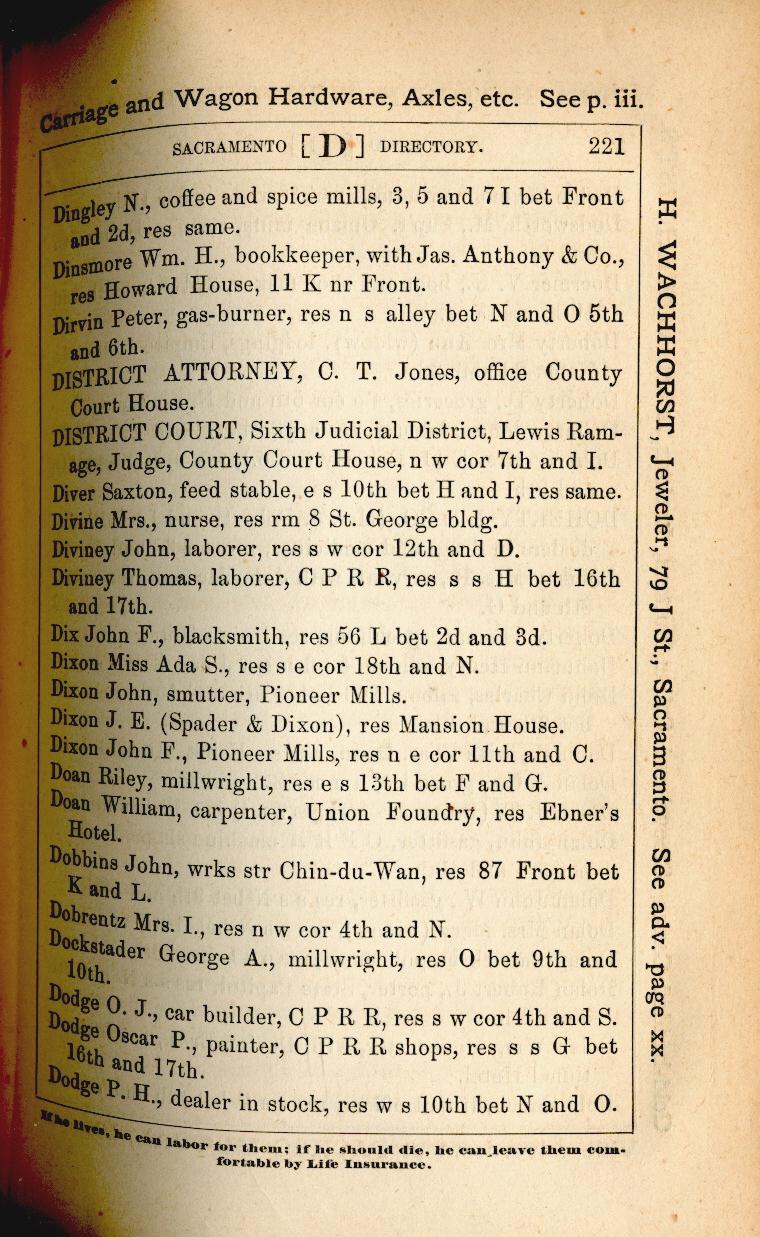 Carriage and Wagon Hardware, Axles, etc. See p. iii.
SACRAMENTO [ D ] DIRECTORY. 221
Dingley N., coffee and spice mills, 3, 5 and 7 I bet Front
and 2d, res same.
Dinsmore Wm. H., bookkeeper, with Jas. Anthony & Co.,
res Howard House, 11 K nr Front.
Dirvin Peter, gas-burner, res n s alley bet N and O 5th
and 6th.
DISTRICT ATTORNEY, C. T. Jones, office County
Court House.
DISTRICT COURT, Sixth Judicial District, Lewis Ram-
age, Judge, County Court House, n w cor 7th and I.
Diver Saxton, feed stable, e s 10th bet H and I, res same.
Divine Mrs., nurse, res rm 8 St. George bldg.
Diviney John, laborer, res s w cor 12th and D.
Diviney Thomas, laborer, C P R R, res s s H bet 16th
and 17th.
Dix John F., blacksmith, res 56 L bet 2d and 3d.
Dixon Miss Ada S., res s e cor 18th and N.
Dixon John, smutter, Pioneer Mills.
Dixon J. E. (Spader & Dixon), res Mansion House.
Dixon John F., Pioneer Mills, res n e cor 11th and C.
Doan Riley, millwright, res e s 13th bet F and G.
Doan William, carpenter, Union Foundry, res Ebner's
Hotel.
Dobbins John, wrks str Chin-du-Wan, res 87 Front bet
K and L.
Dobrentz Mrs. I., res n w cor 4th and N.
Dockstader George A., millwright, res O bet 9th and
10th.
Dodge O. J., car builder, C P R R, res s w cor 4th and S.
Dodge Oscar P., painter, C P R R shops, res s s G bet
16th and 17th.
Dodge P. H., dealer in stock, res w s 10th bet N and O.
If he lives, he can labor for them; if he should die, he can leave them com-
fortable by Life Insurance.
H. WACHHORST, Jeweler, 79 J St., Sacramento. See adv. page xx.